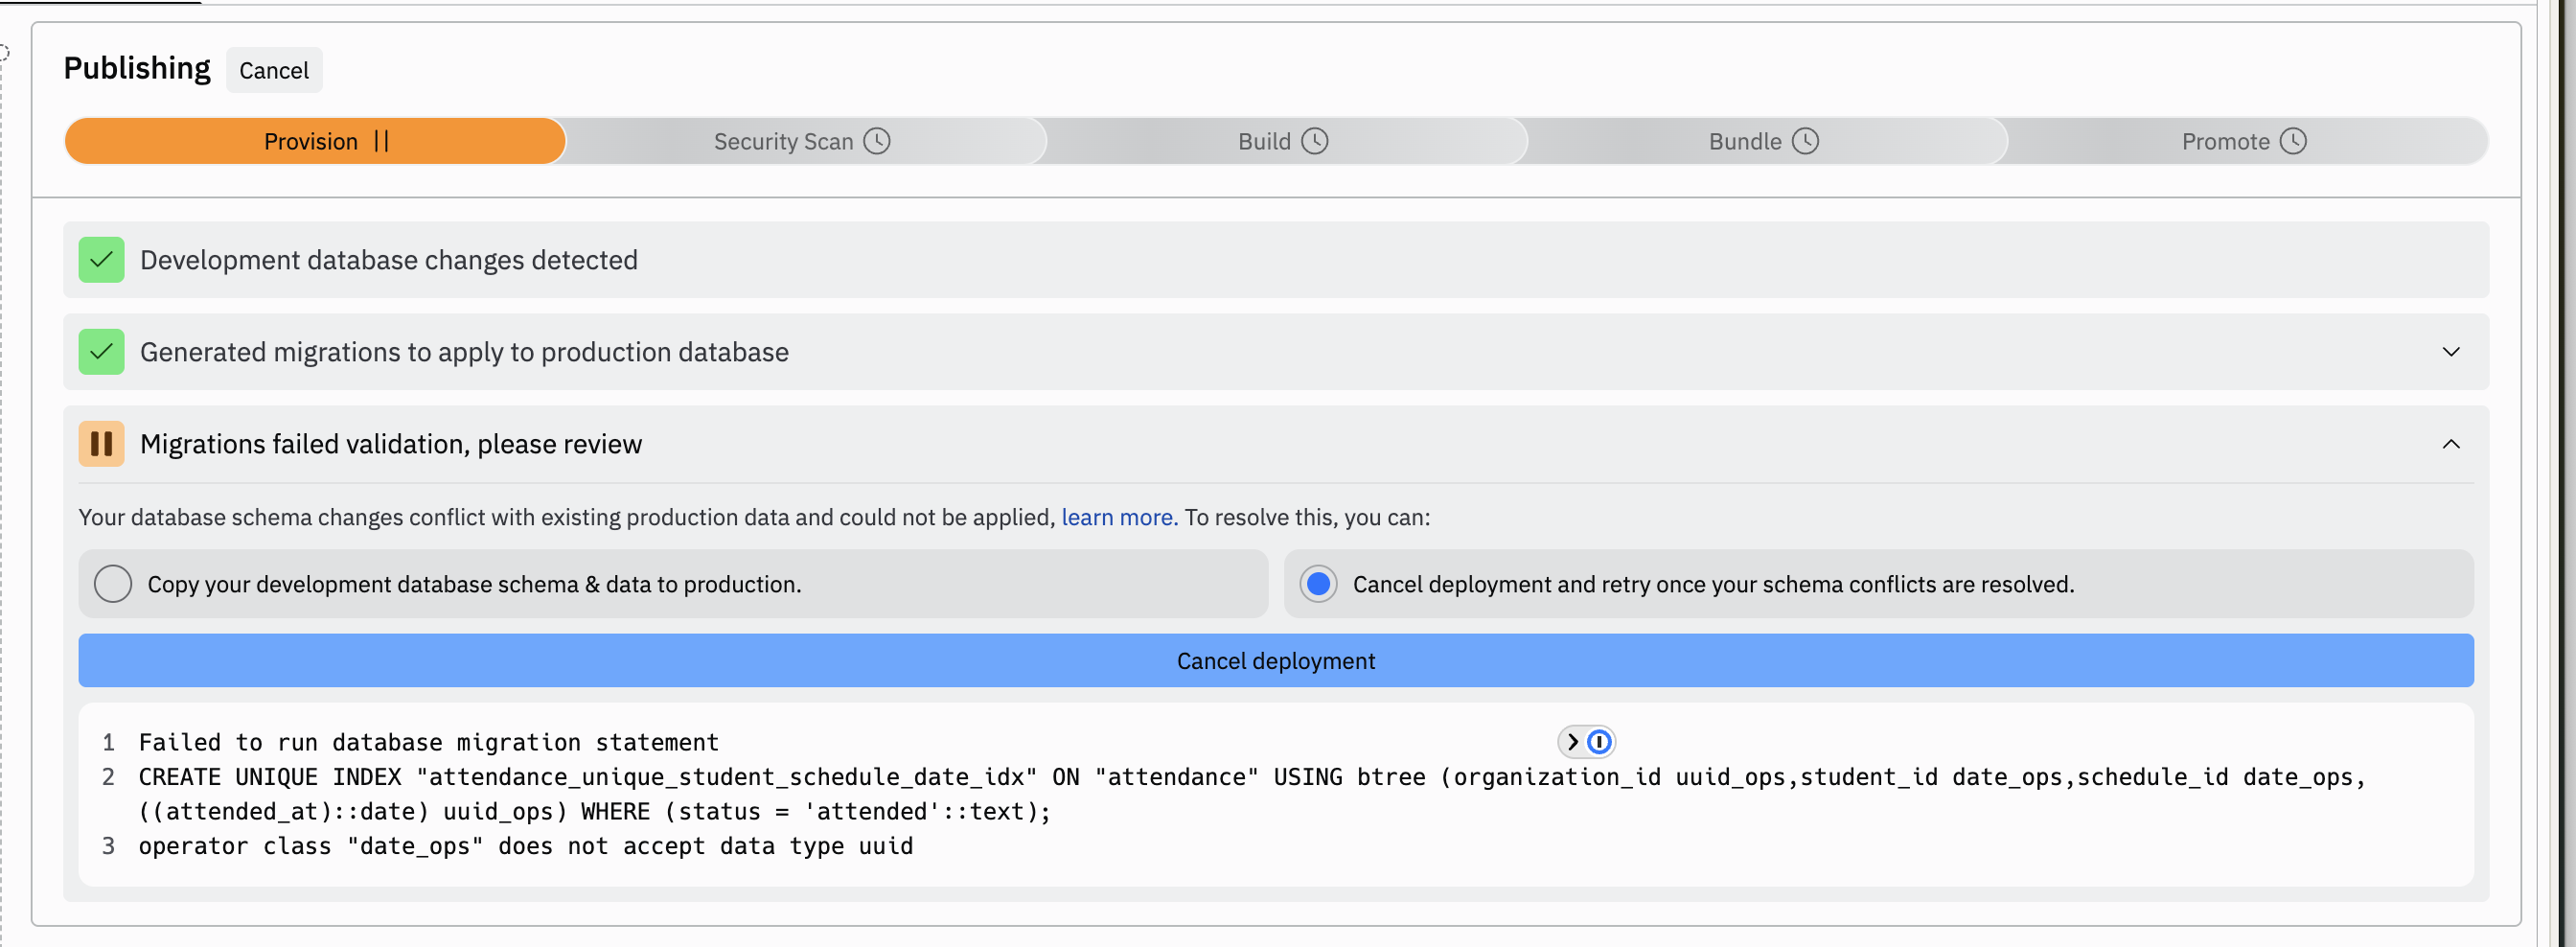 Publishing Cancel
Provision Security Scan Build Bundle Promote
Development database changes detected
Generated migrations to apply to production database
Migrations failed validation, please review
Your database schema changes conflict with existing production data and could not be applied, learn more. To resolve this, you can:
Copy your development database schema & data to production. Cancel deployment and retry once your schema conflicts are resolved.
Cancel deployment
1 Failed to run database migration statement
2 CREATE UNIQUE INDEX "attendance_unique_student_schedule_date_idx" ON "attendance" USING btree (organization_id uuid_ops,student_id date_ops,schedule_id date_ops,
((attended_at)::date) uuid_ops) WHERE (status = 'attended'::text);
3 operator class "date_ops" does not accept data type uuid